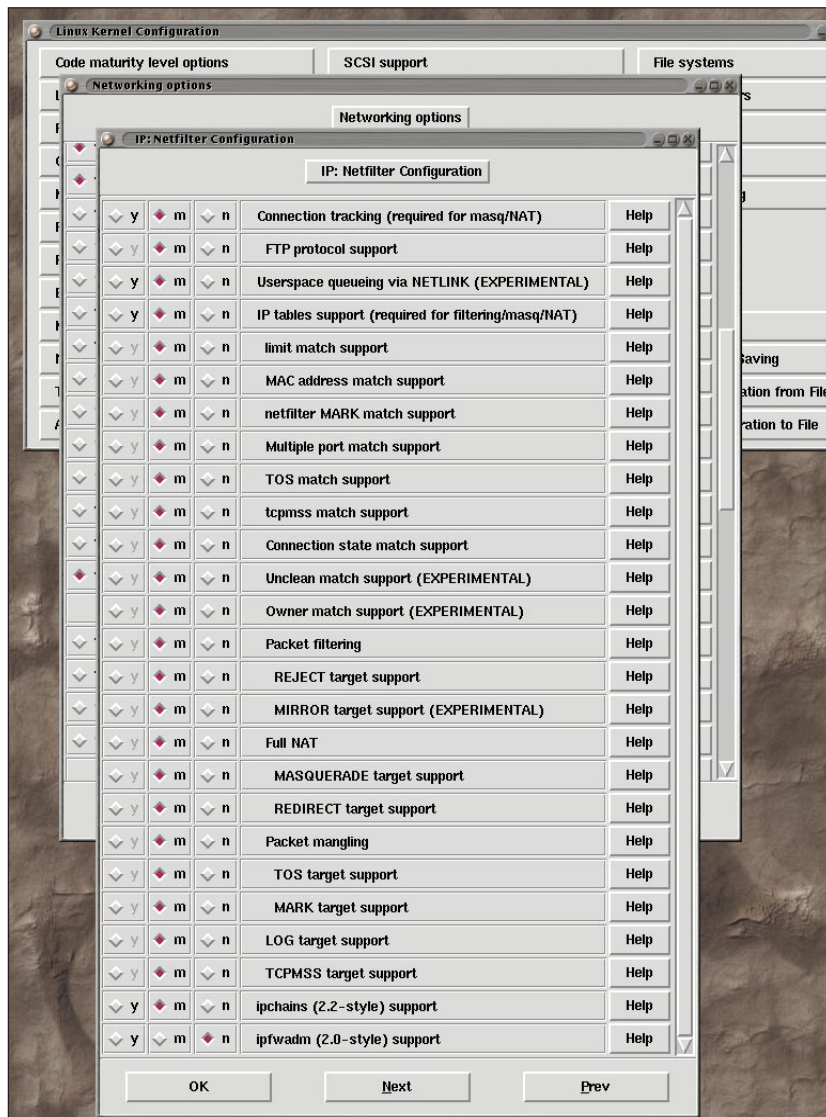 Linux Kernel Configuration
Code maturity level options SCSI support File systems
Networking options
Networking options
IP: Netfilter Configuration
IP: Netfilter Configuration
y m n Connection tracking (required for masq/NAT) Help
y m n FTP protocol support Help
y m n Userspace queueing via NETLINK (EXPERIMENTAL) Help
y m n IP tables support (required for filtering/masq/NAT) Help
y m n limit match support Help
y m n MAC address match support Help
y m n netfilter MARK match support Help
y m n Multiple port match support Help
y m n TOS match support Help
y m n tcpmss match support Help
y m n Connection state match support Help
y m n Unclean match support (EXPERIMENTAL) Help
y m n Owner match support (EXPERIMENTAL) Help
y m n Packet filtering Help
y m n REJECT target support Help
y m n MIRROR target support (EXPERIMENTAL) Help
y m n Full NAT Help
y m n MASQUERADE target support Help
y m n REDIRECT target support Help
y m n Packet mangling Help
y m n TOS target support Help
y m n MARK target support Help
y m n LOG target support Help
y m n TCPMSS target support Help
y m n ipchains (2.2-style) support Help
y m n ipfwadm (2.0-style) support Help
OK Next Prev
Saving
ation from File
ration to File